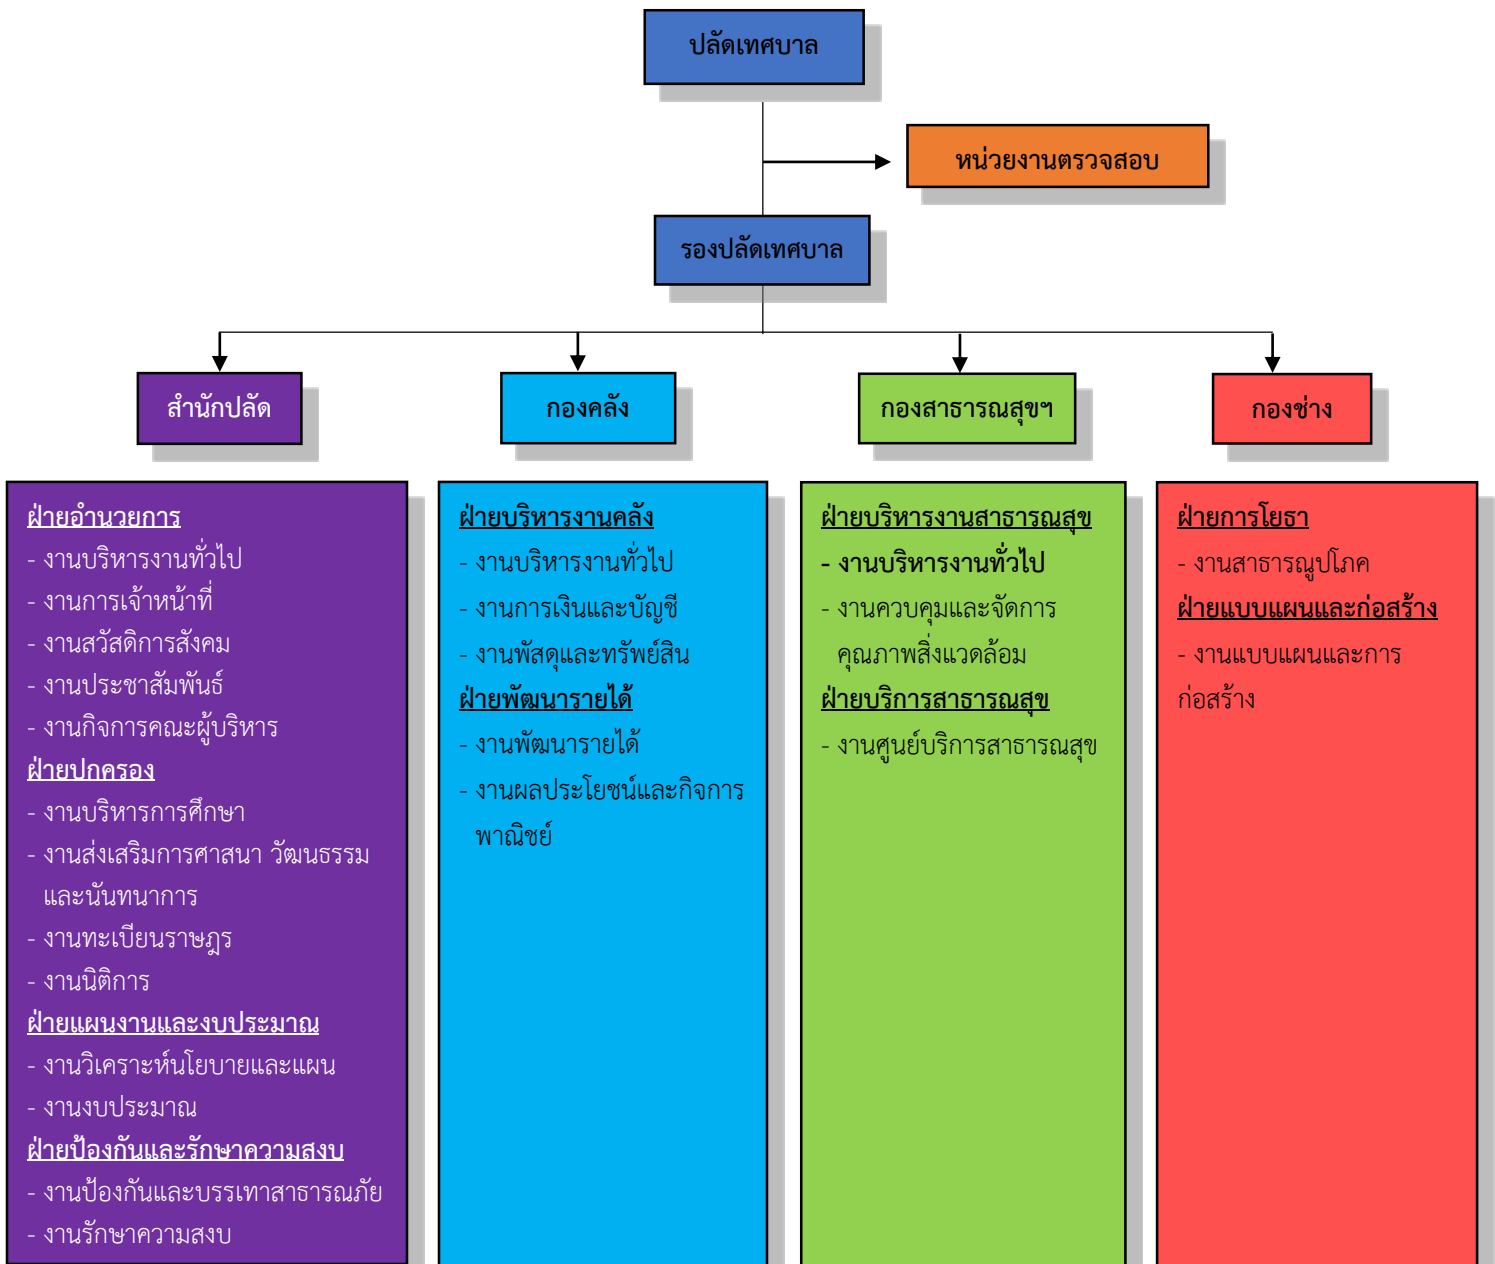 ปลัดเทศบาล
หน่วยงานตรวจสอบ
รองปลัดเทศบาล
สำนักปลัด
กองคลัง
กองสาธารณสุขฯ
กองช่าง
ฝ่ายอำนวยการ
- งานบริหารงานทั่วไป
- งานการเจ้าหน้าที่
- งานสวัสดิการสังคม
- งานประชาสัมพันธ์
- งานกิจการคณะผู้บริหาร
ฝ่ายปกครอง
- งานบริหารการศึกษา
- งานส่งเสริมการศาสนา วัฒนธรรม
และนันทนาการ
- งานทะเบียนราษฎร
- งานนิติการ
ฝ่ายแผนงานและงบประมาณ
- งานวิเคราะห์นโยบายและแผน
- งานงบประมาณ
ฝ่ายป้องกันและรักษาความสงบ
- งานป้องกันและบรรเทาสาธารณภัย
- งานรักษาความสงบ
ฝ่ายบริหารงานคลัง
- งานบริหารงานทั่วไป
- งานการเงินและบัญชี
- งานพัสดุและทรัพย์สิน
ฝ่ายพัฒนารายได้
- งานพัฒนารายได้
- งานผลประโยชน์และกิจการ
พาณิชย์
ฝ่ายบริหารงานสาธารณสุข
- งานบริหารงานทั่วไป
- งานควบคุมและจัดการ
คุณภาพสิ่งแวดล้อม
ฝ่ายบริการสาธารณสุข
- งานศูนย์บริการสาธารณสุข
ฝ่ายการโยธา
- งานสาธารณูปโภค
ฝ่ายแบบแผนและก่อสร้าง
- งานแบบแผนและการ
ก่อสร้าง